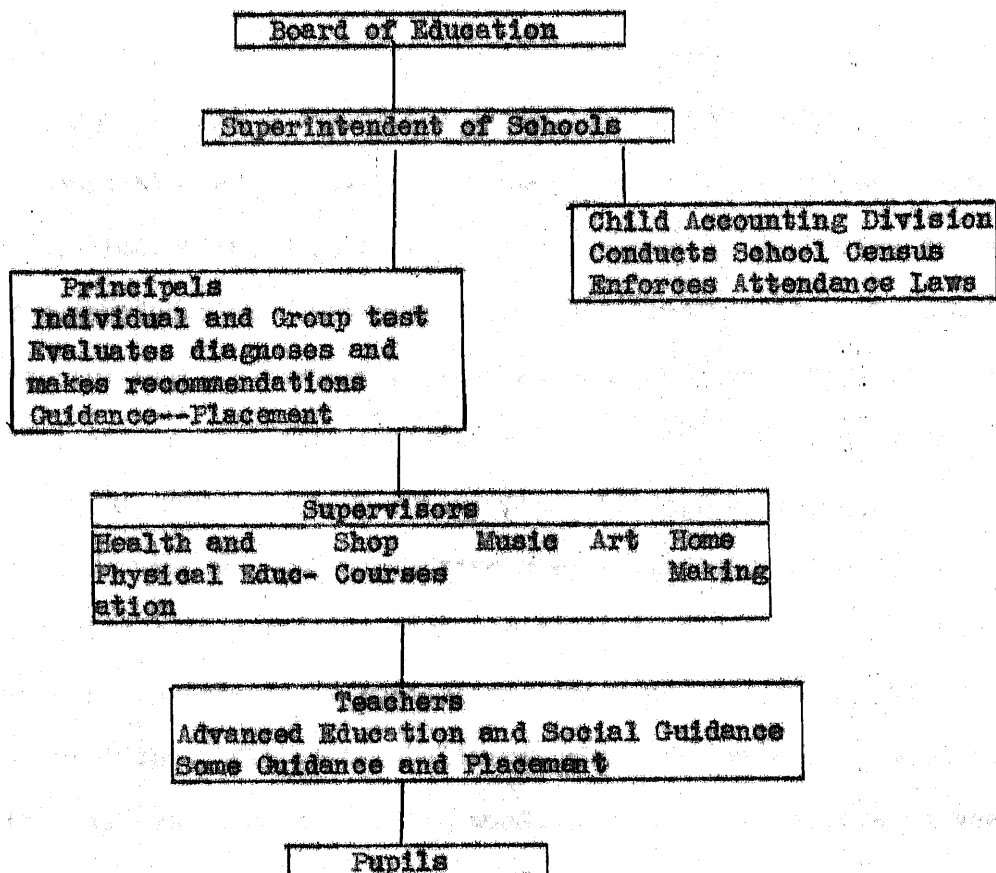 Board of Education
Superintendent of Schools
Child Accounting Division
Conducts School Census
Enforces Attendance Laws
Principals
Individual and Group test
Evaluates diagnoses and
makes recommendations
Guidance--Placement
Supervisors
Health and Shop Music Art Home
Physical Educ- Courses Making
ation
Teachers
Advanced Education and Social Guidance
Some Guidance and Placement
Pupils